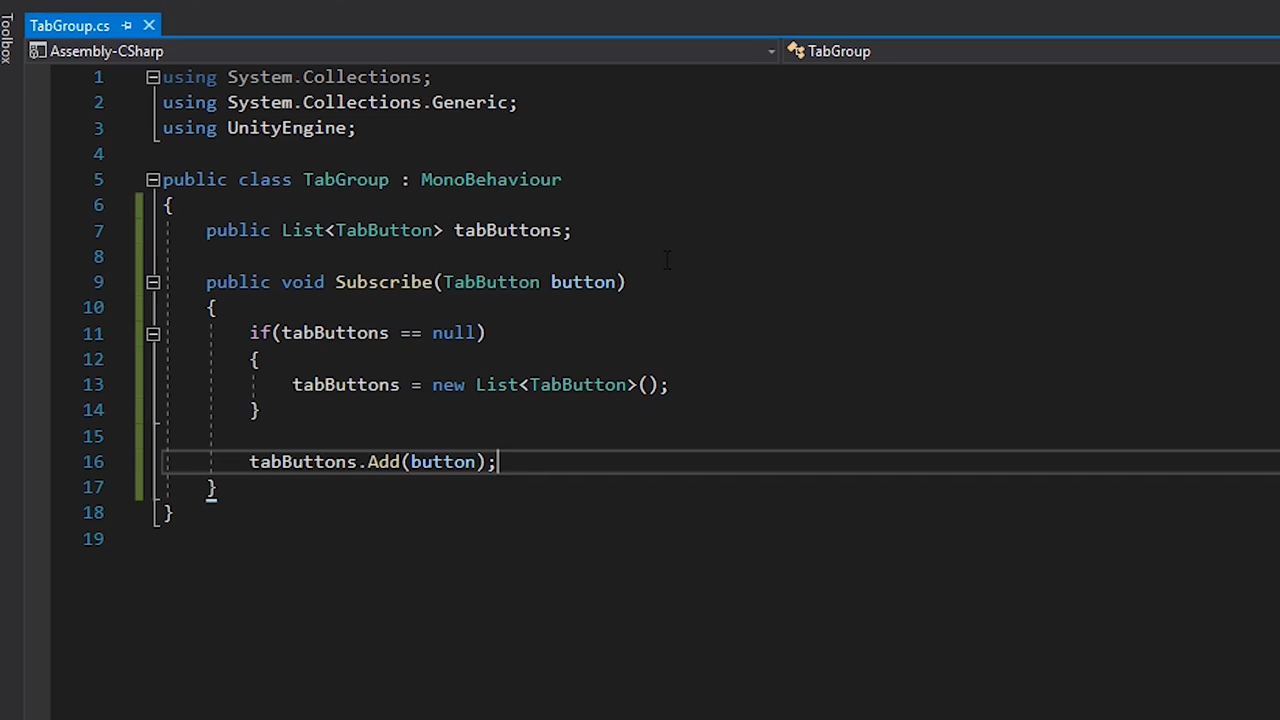 Toolbox
TabGroup.cs
Assembly-CSharp
TabGroup
1 using System.Collections;
2 using System.Collections.Generic;
3 using UnityEngine;
4
5 public class TabGroup : MonoBehaviour
6 {
7 public List<TabButton> tabButtons;
8
9 public void Subscribe(TabButton button)
10 {
11 if(tabButtons == null)
12 {
13 tabButtons = new List<TabButton>();
14 }
15
16 tabButtons.Add(button);
17 }
18 }
19